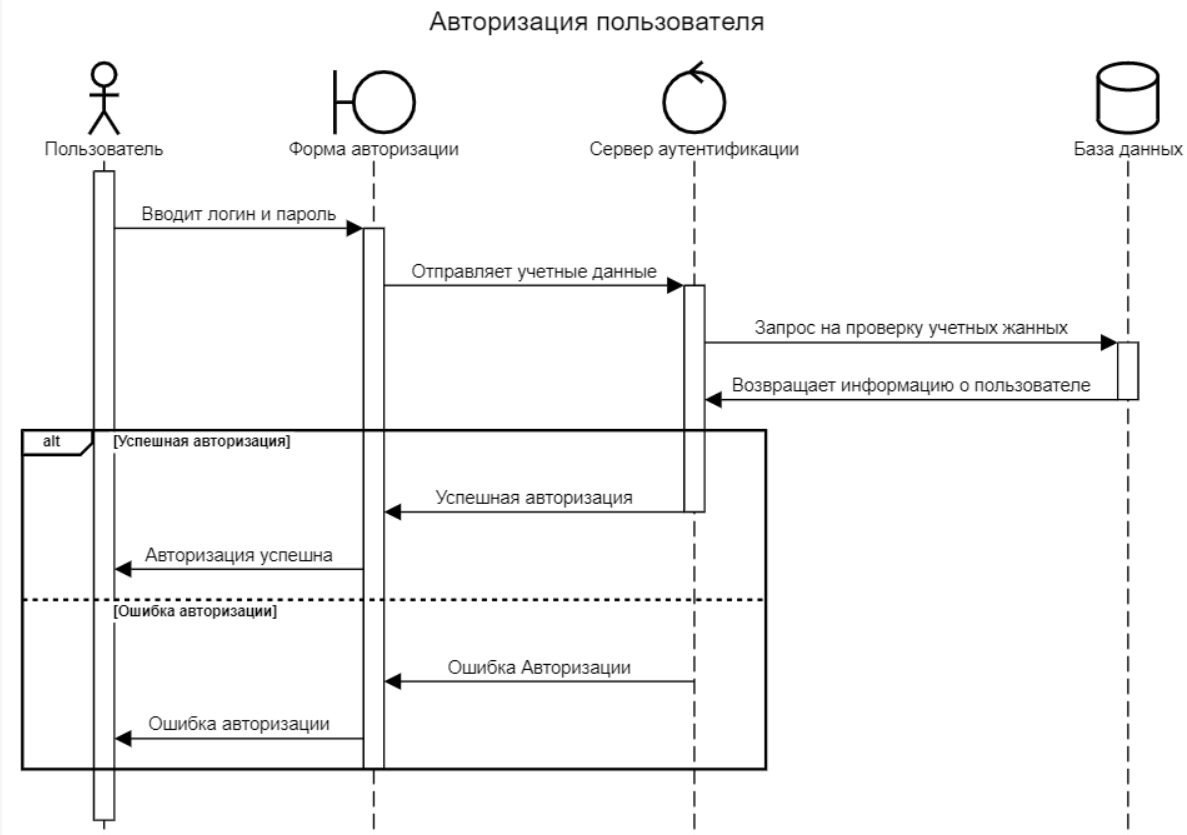 Авторизация пользователя
Пользователь
Форма авторизации
Сервер аутентификации
База данных
Вводит логин и пароль
Отправляет учетные данные
Запрос на проверку учетных жанных
Возвращает информацию о пользователе
alt
[Успешная авторизация]
Успешная авторизация
Авторизация успешна
[Ошибка авторизации]
Ошибка Авторизации
Ошибка авторизации